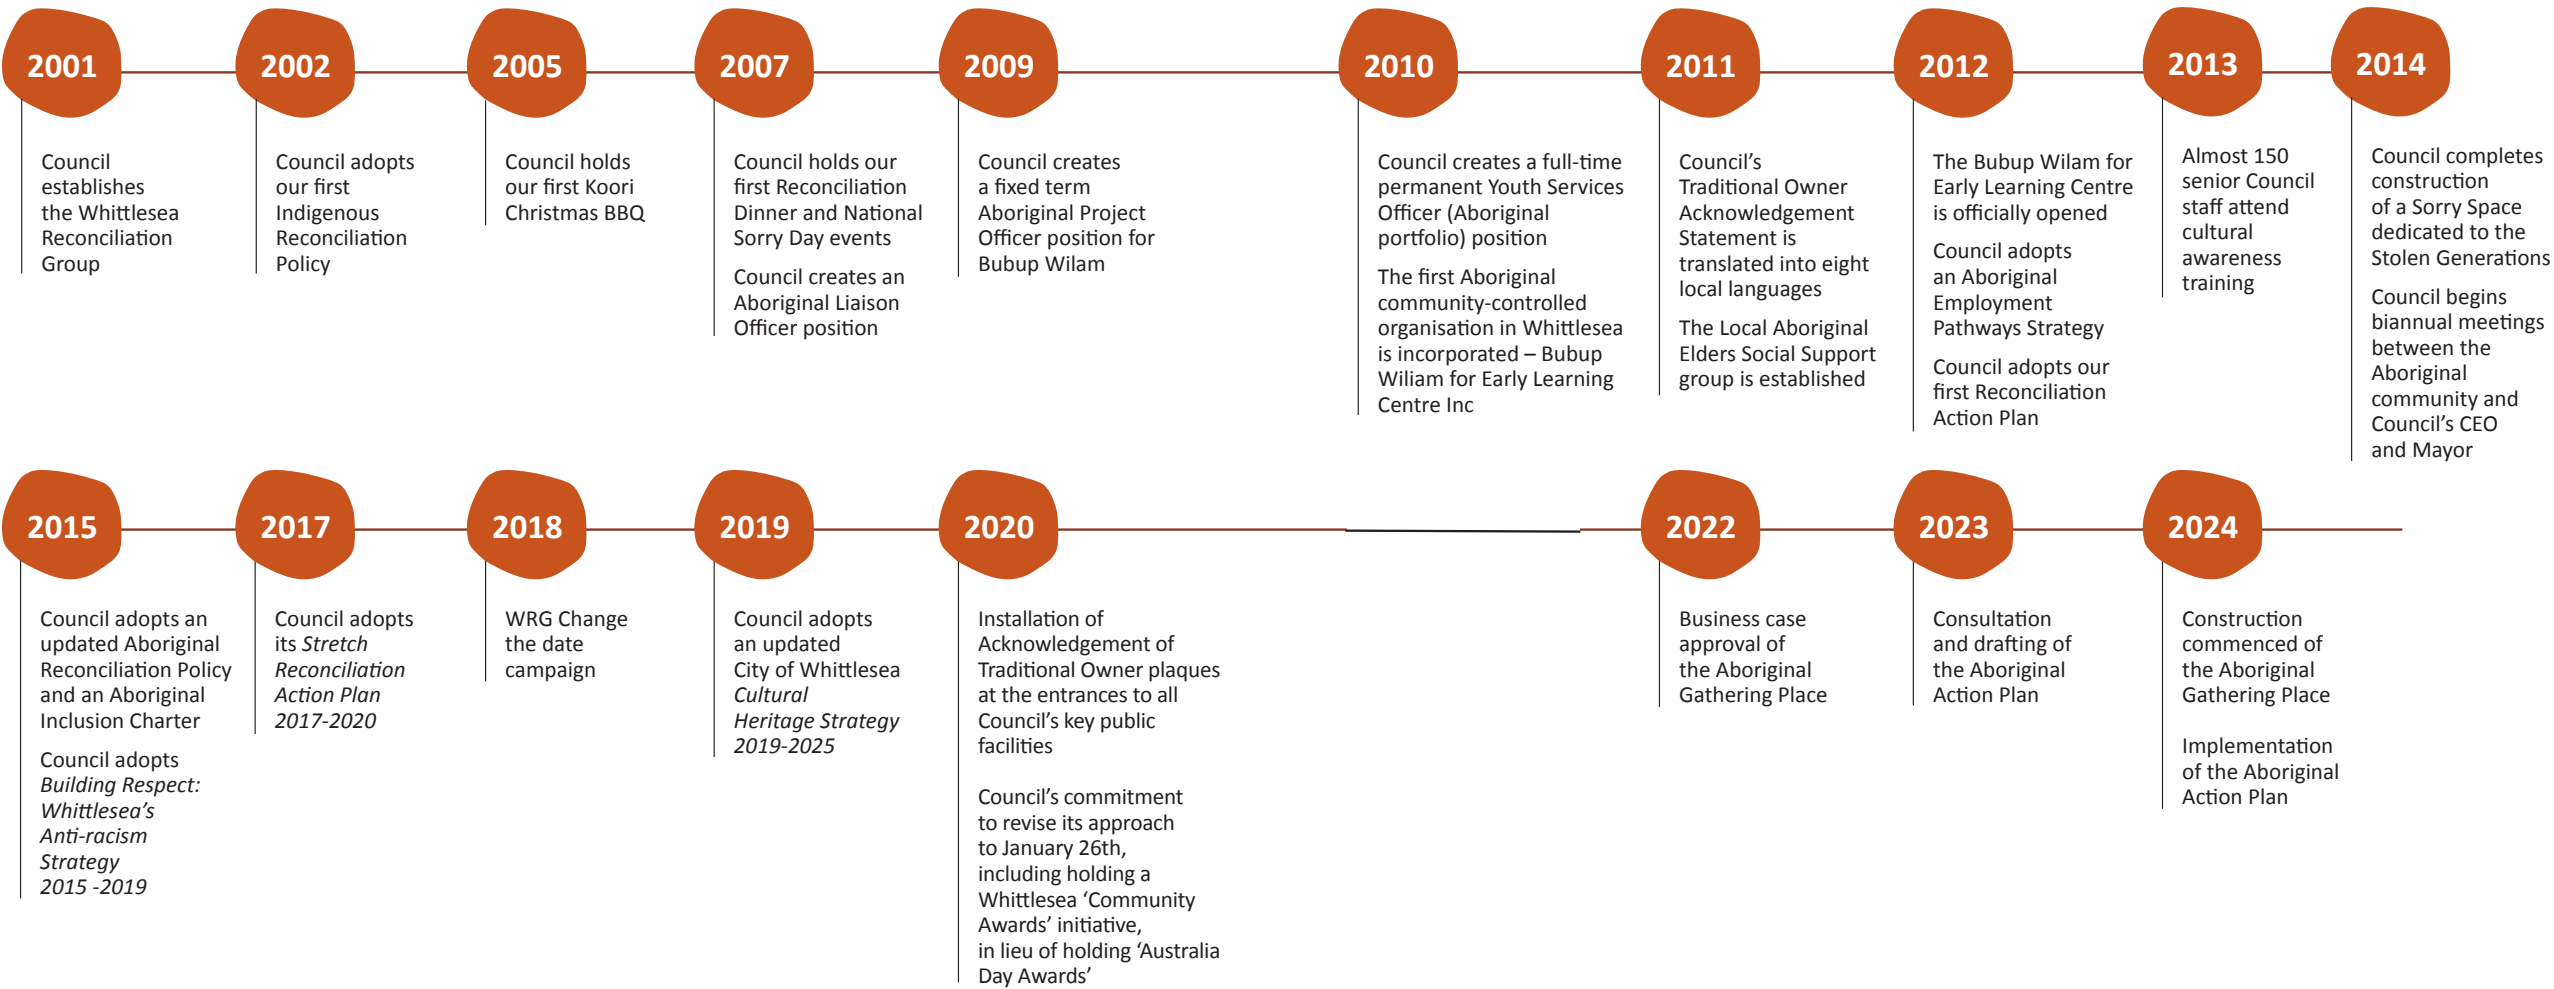 2001
Council
establishes
the Whittlesea
Reconciliation
Group
2002
Council adopts
our first
Indigenous
Reconciliation
Policy
2005
Council holds
our first Koori
Christmas BBQ
2007
Council holds our
first Reconciliation
Dinner and National
Sorry Day events
Council creates an
Aboriginal Liaison
Officer position
2009
Council creates
a fixed term
Aboriginal Project
Officer position for
Bubup Wilam
2010
Council creates a full-time
permanent Youth Services
Officer (Aboriginal
portfolio) position
The first Aboriginal
community-controlled
organisation in Whittlesea
is incorporated – Bubup
Wiliam for Early Learning
Centre Inc
2011
Council’s
Traditional Owner
Acknowledgement
Statement is
translated into eight
local languages
The Local Aboriginal
Elders Social Support
group is established
2012
The Bubup Wilam for
Early Learning Centre
is officially opened
Council adopts
an Aboriginal
Employment
Pathways Strategy
Council adopts our
first Reconciliation
Action Plan
2013
Almost 150
senior Council
staff attend
cultural
awareness
training
2014
Council completes
construction
of a Sorry Space
dedicated to the
Stolen Generations
Council begins
biannual meetings
between the
Aboriginal
community and
Council’s CEO
and Mayor
2015
Council adopts an
updated Aboriginal
Reconciliation Policy
and an Aboriginal
Inclusion Charter
Council adopts
Building Respect:
Whittlesea’s
Anti-racism
Strategy
2015 -2019
2017
Council adopts
its Stretch
Reconciliation
Action Plan
2017-2020
2018
WRG Change
the date
campaign
2019
Council adopts
an updated
City of Whittlesea
Cultural
Heritage Strategy
2019-2025
2020
Installation of
Acknowledgement of
Traditional Owner plaques
at the entrances to all
Council’s key public
facilities
Council’s commitment
to revise its approach
to January 26th,
including holding a
Whittlesea ‘Community
Awards’ initiative,
in lieu of holding ‘Australia
Day Awards’
2022
Business case
approval of
the Aboriginal
Gathering Place
2023
Consultation
and drafting of
the Aboriginal
Action Plan
2024
Construction
commenced of
the Aboriginal
Gathering Place
Implementation
of the Aboriginal
Action Plan